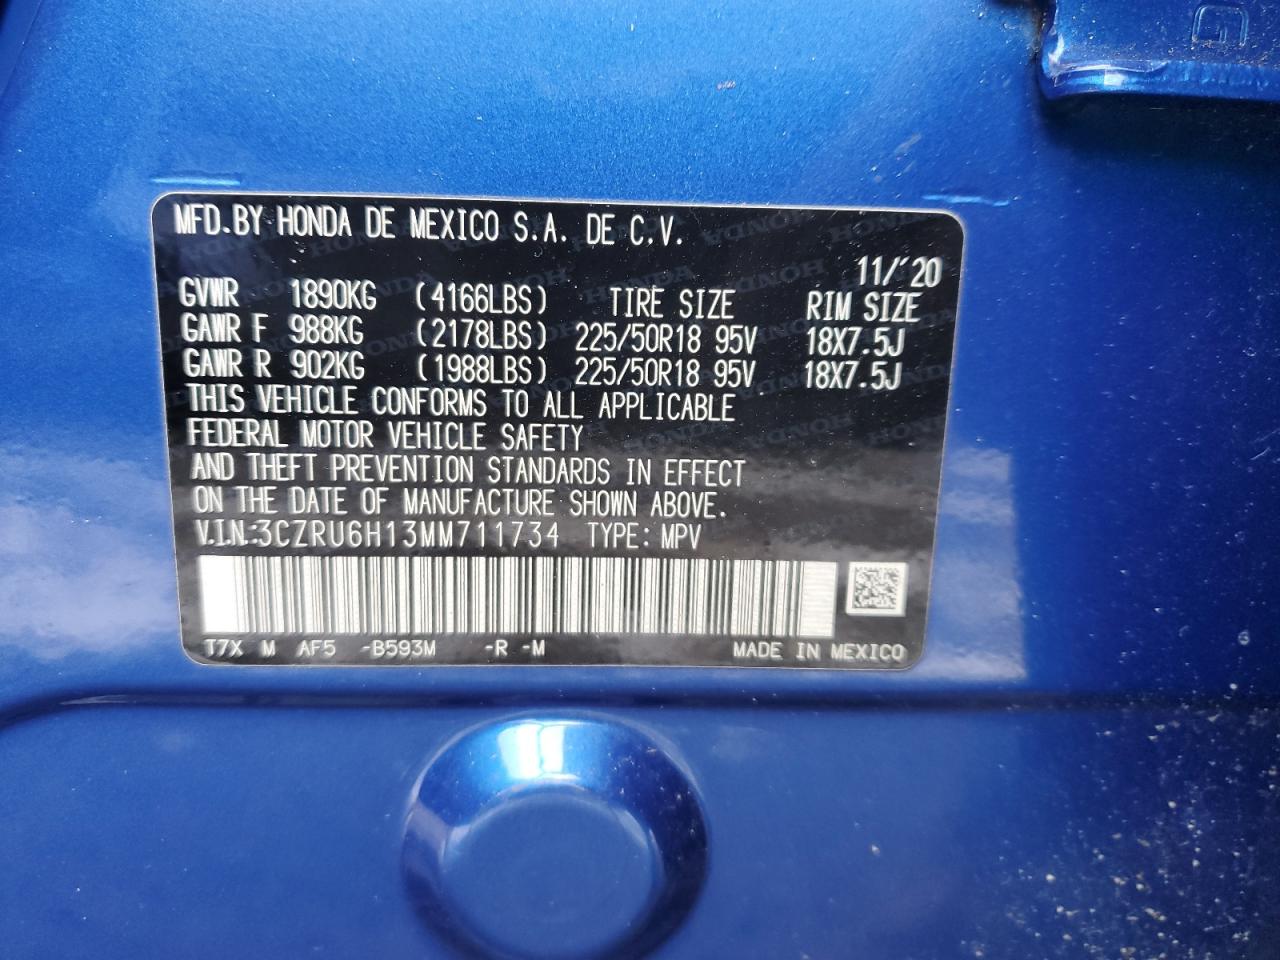 MFD.BY HONDA DE MEXICO S.A. DE C.V.
11/'20
GVWR 1890KG (4166LBS) TIRE SIZE RIM SIZE
GAWR F 988KG (2178LBS) 225/50R18 95V 18X7.5J
GAWR R 902KG (1988LBS) 225/50R18 95V 18X7.5J
THIS VEHICLE CONFORMS TO ALL APPLICABLE
FEDERAL MOTOR VEHICLE SAFETY
AND THEFT PREVENTION STANDARDS IN EFFECT
ON THE DATE OF MANUFACTURE SHOWN ABOVE.
V.I.N.:3CZRU6H13MM711734 TYPE: MPV
T7X M AF5 -B593M -R -M MADE IN MEXICO